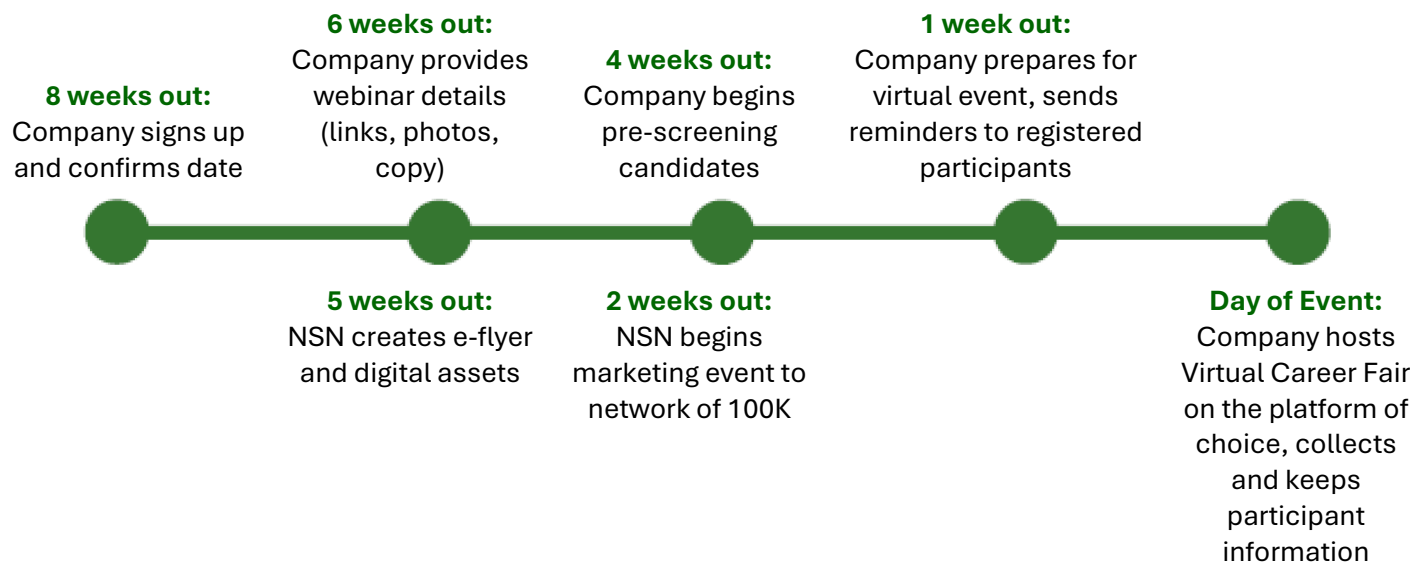 8 weeks out:
Company signs up
and confirms date
6 weeks out:
Company provides
webinar details
(links, photos,
copy)
4 weeks out:
Company begins
pre-screening
candidates
1 week out:
Company prepares for
virtual event, sends
reminders to registered
participants
5 weeks out:
NSN creates e-flyer
and digital assets
2 weeks out:
NSN begins
marketing event to
network of 100K
Day of Event:
Company hosts
Virtual Career Fair
on the platform of
choice, collects
and keeps
participant
information